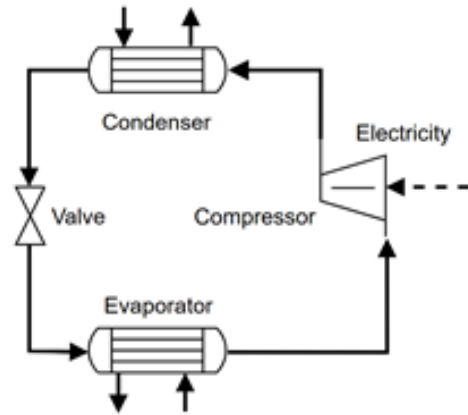 Condenser
Electricity
Valve
Compressor
Evaporator